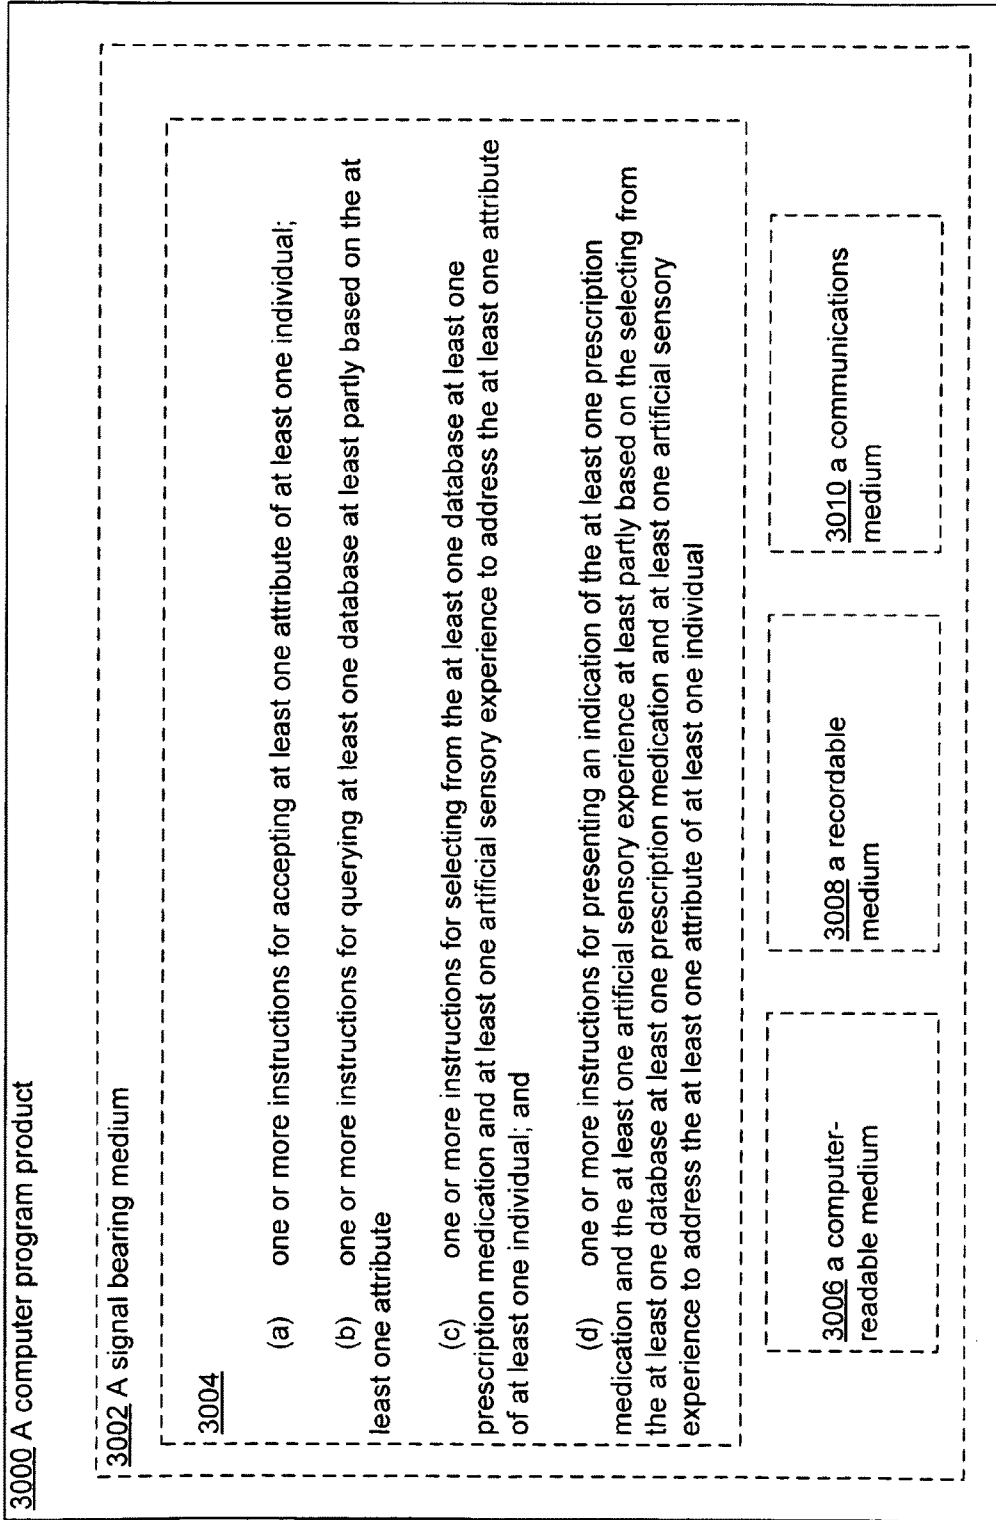 3000 A computer program product
3002 A signal bearing medium
3004
(a) one or more instructions for accepting at least one attribute of at least one individual;
(b) one or more instructions for querying at least one database at least partly based on the at
least one attribute
(c) one or more instructions for selecting from the at least one database at least one
prescription medication and at least one artificial sensory experience to address the at least one attribute
of at least one individual; and
(d) one or more instructions for presenting an indication of the at least one prescription
medication and the at least one artificial sensory experience at least partly based on the selecting from
the at least one database at least one prescription medication and at least one artificial sensory
experience to address the at least one attribute of at least one individual
3006 a computer-
readable medium
3008 a recordable
medium
3010 a communications
medium